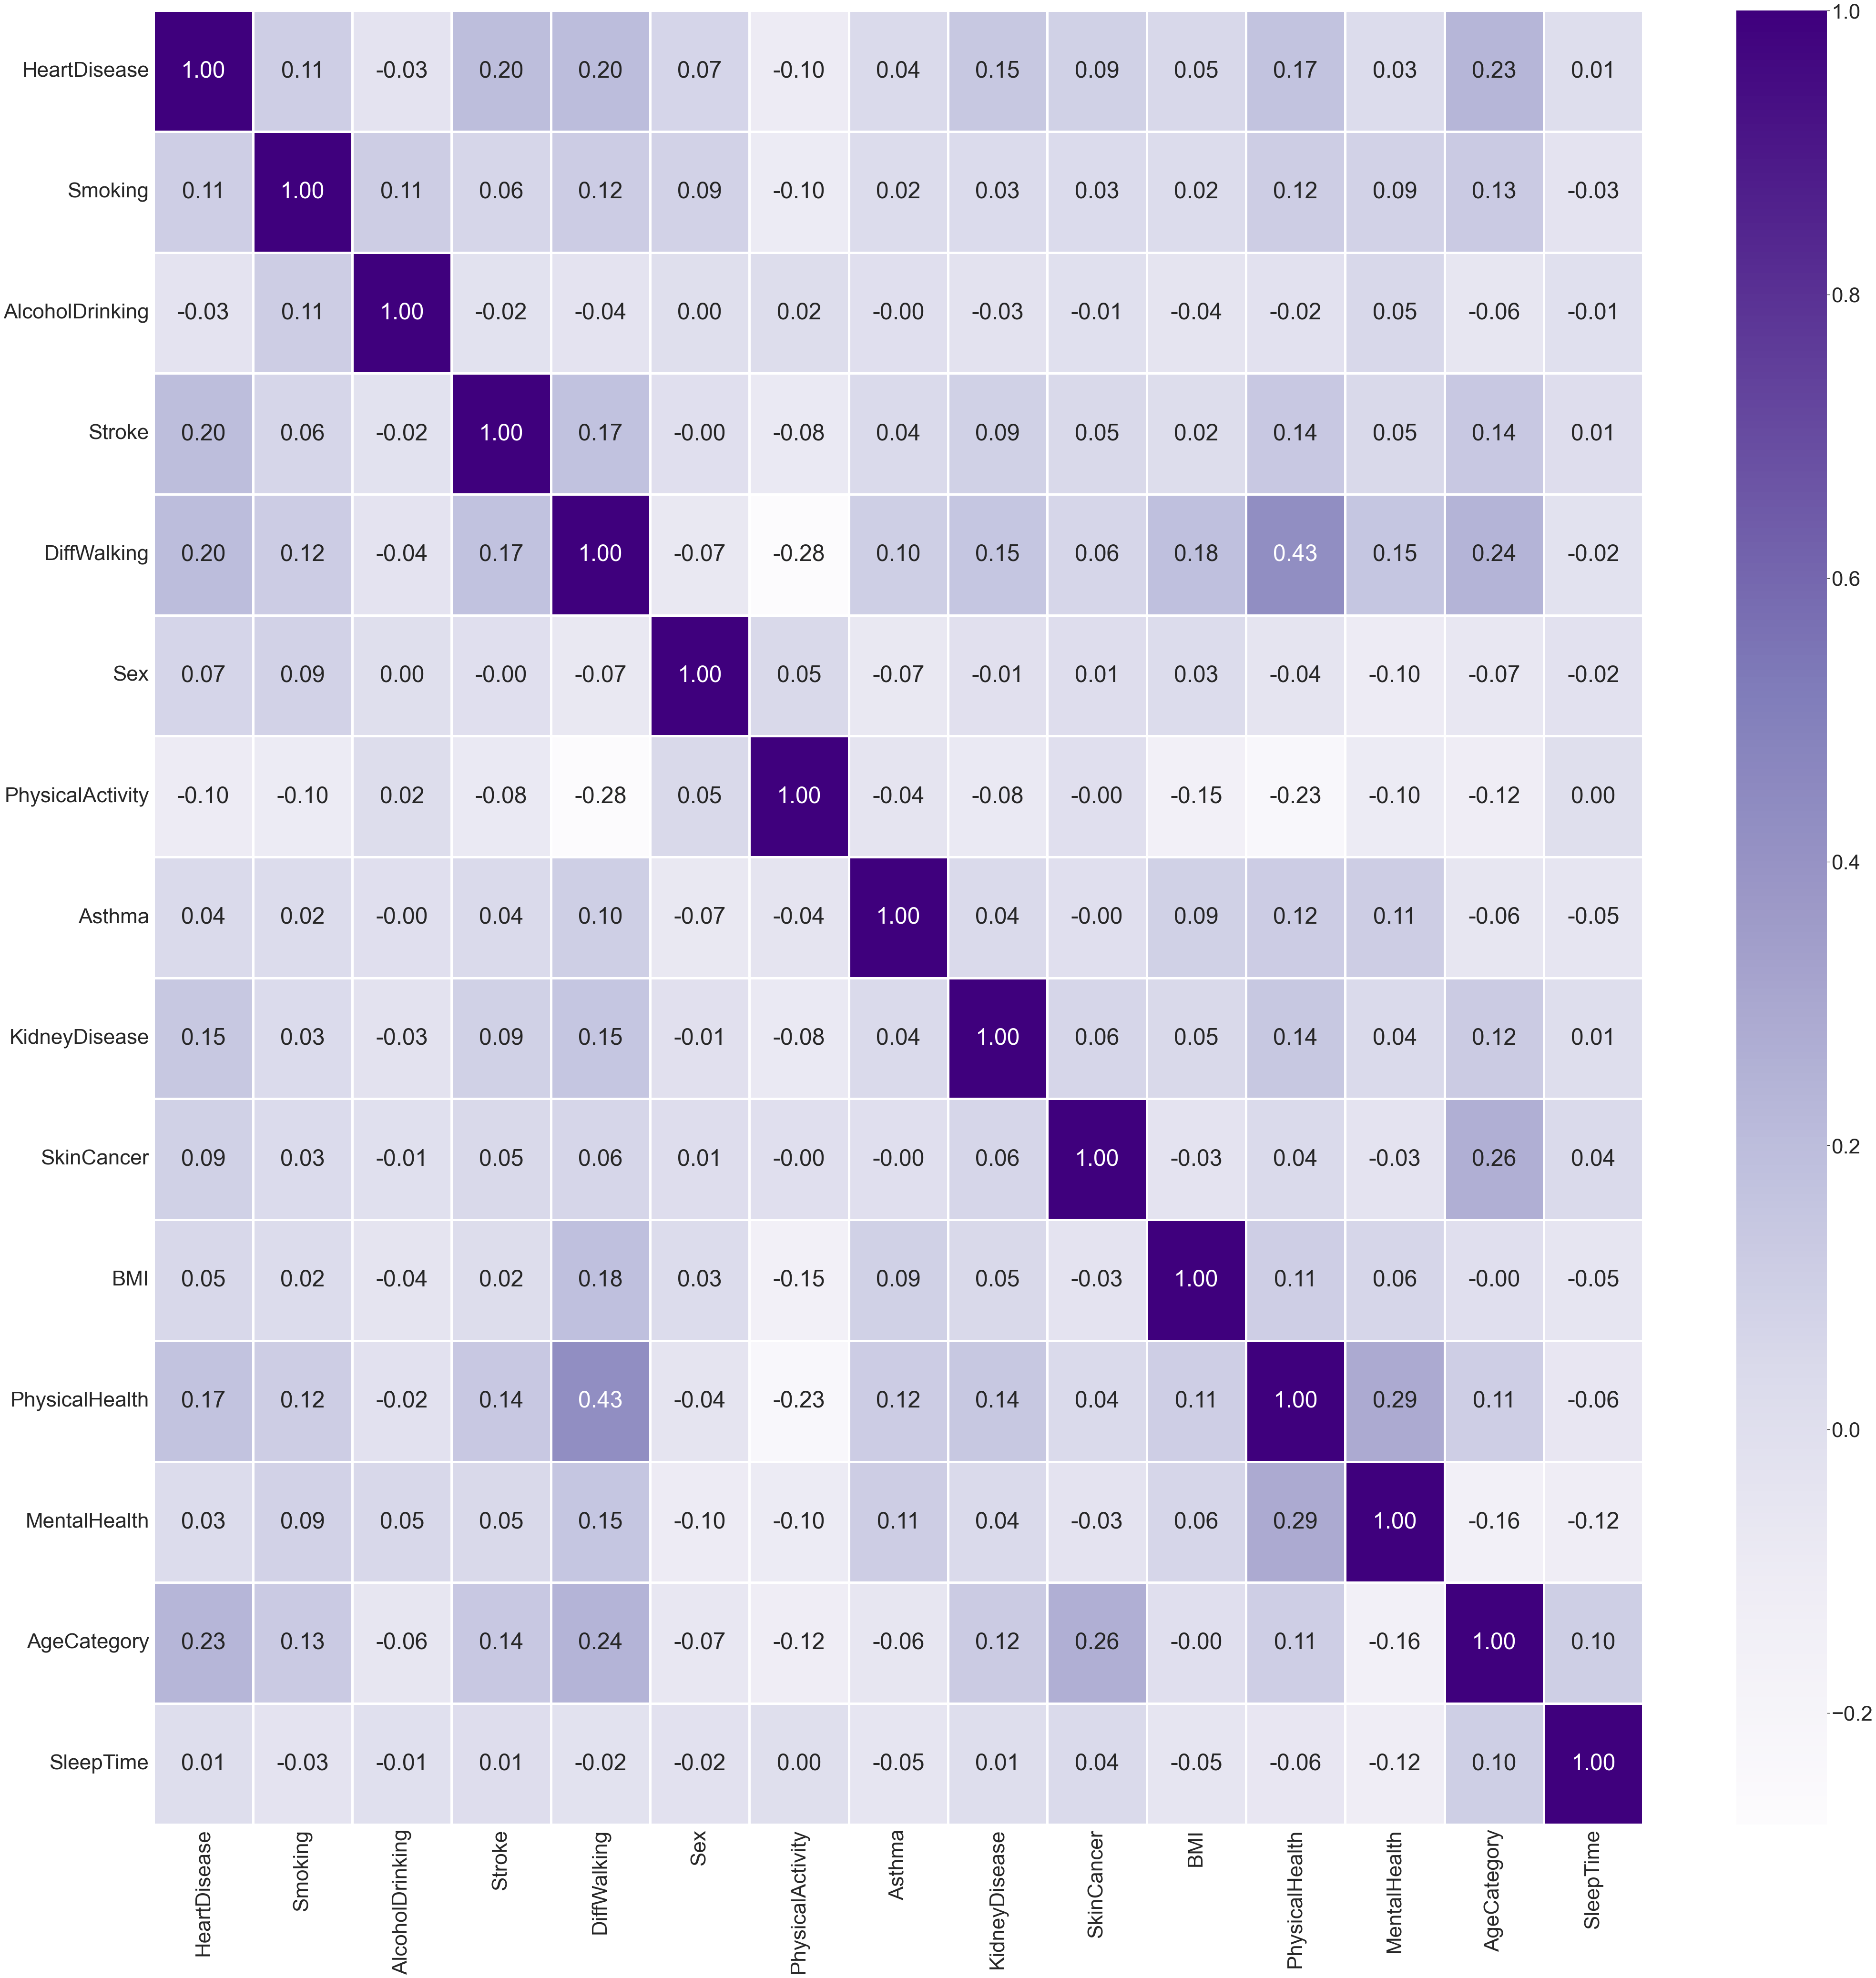 HeartDisease 1.00 0.11 -0.03 0.20 0.20 0.07 -0.10 0.04 0.15 0.09 0.05 0.17 0.03 0.23 0.01
Smoking 0.11 1.00 0.11 0.06 0.12 0.09 -0.10 0.02 0.03 0.03 0.02 0.12 0.09 0.13 -0.03
AlcoholDrinking -0.03 0.11 1.00 -0.02 -0.04 0.00 0.02 -0.00 -0.03 -0.01 -0.04 -0.02 0.05 -0.06 -0.01
Stroke 0.20 0.06 -0.02 1.00 0.17 -0.00 -0.08 0.04 0.09 0.05 0.02 0.14 0.05 0.14 0.01
DiffWalking 0.20 0.12 -0.04 0.17 1.00 -0.07 -0.28 0.10 0.15 0.06 0.18 0.43 0.15 0.24 -0.02
Sex 0.07 0.09 0.00 -0.00 -0.07 1.00 0.05 -0.07 -0.01 0.01 0.03 -0.04 -0.10 -0.07 -0.02
PhysicalActivity -0.10 -0.10 0.02 -0.08 -0.28 0.05 1.00 -0.04 -0.08 -0.00 -0.15 -0.23 -0.10 -0.12 0.00
Asthma 0.04 0.02 -0.00 0.04 0.10 -0.07 -0.04 1.00 0.04 -0.00 0.09 0.12 0.11 -0.06 -0.05
KidneyDisease 0.15 0.03 -0.03 0.09 0.15 -0.01 -0.08 0.04 1.00 0.06 0.05 0.14 0.04 0.12 0.01
SkinCancer 0.09 0.03 -0.01 0.05 0.06 0.01 -0.00 -0.00 0.06 1.00 -0.03 0.04 -0.03 0.26 0.04
BMI 0.05 0.02 -0.04 0.02 0.18 0.03 -0.15 0.09 0.05 -0.03 1.00 0.11 0.06 -0.00 -0.05
PhysicalHealth 0.17 0.12 -0.02 0.14 0.43 -0.04 -0.23 0.12 0.14 0.04 0.11 1.00 0.29 0.11 -0.06
MentalHealth 0.03 0.09 0.05 0.05 0.15 -0.10 -0.10 0.11 0.04 -0.03 0.06 0.29 1.00 -0.16 -0.12
AgeCategory 0.23 0.13 -0.06 0.14 0.24 -0.07 -0.12 -0.06 0.12 0.26 -0.00 0.11 -0.16 1.00 0.10
SleepTime 0.01 -0.03 -0.01 0.01 -0.02 -0.02 0.00 -0.05 0.01 0.04 -0.05 -0.06 -0.12 0.10 1.00
HeartDisease
Smoking
AlcoholDrinking
Stroke
DiffWalking
Sex
PhysicalActivity
Asthma
KidneyDisease
SkinCancer
BMI
PhysicalHealth
MentalHealth
AgeCategory
SleepTime
1.0
0.8
0.6
0.4
0.2
0.0
−0.2